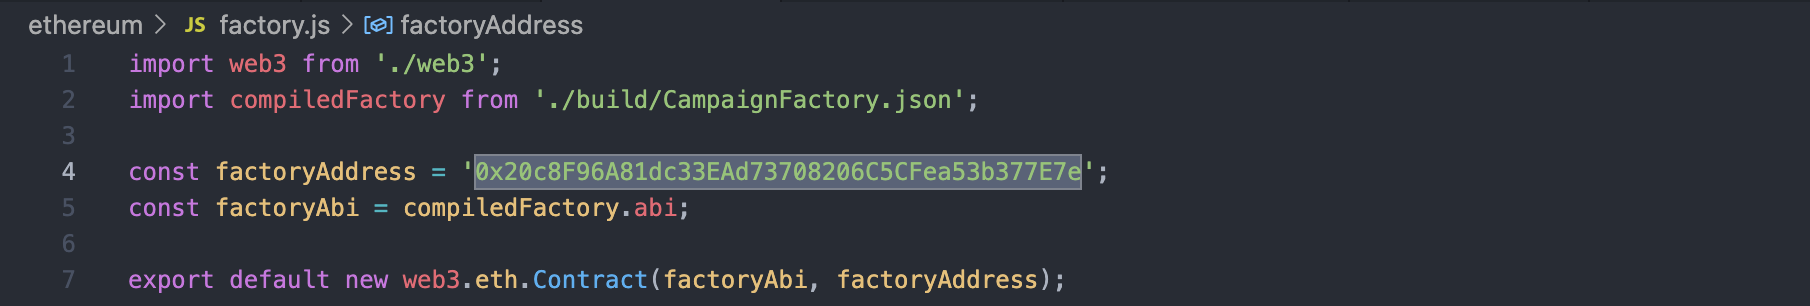 ethereum > JS factory.js > factoryAddress
1 import web3 from './web3';
2 import compiledFactory from './build/CampaignFactory.json';
3
4 const factoryAddress = '0x20c8F96A81dc33EAd73708206C5CFea53b377E7e';
5 const factoryAbi = compiledFactory.abi;
6
7 export default new web3.eth.Contract(factoryAbi, factoryAddress);